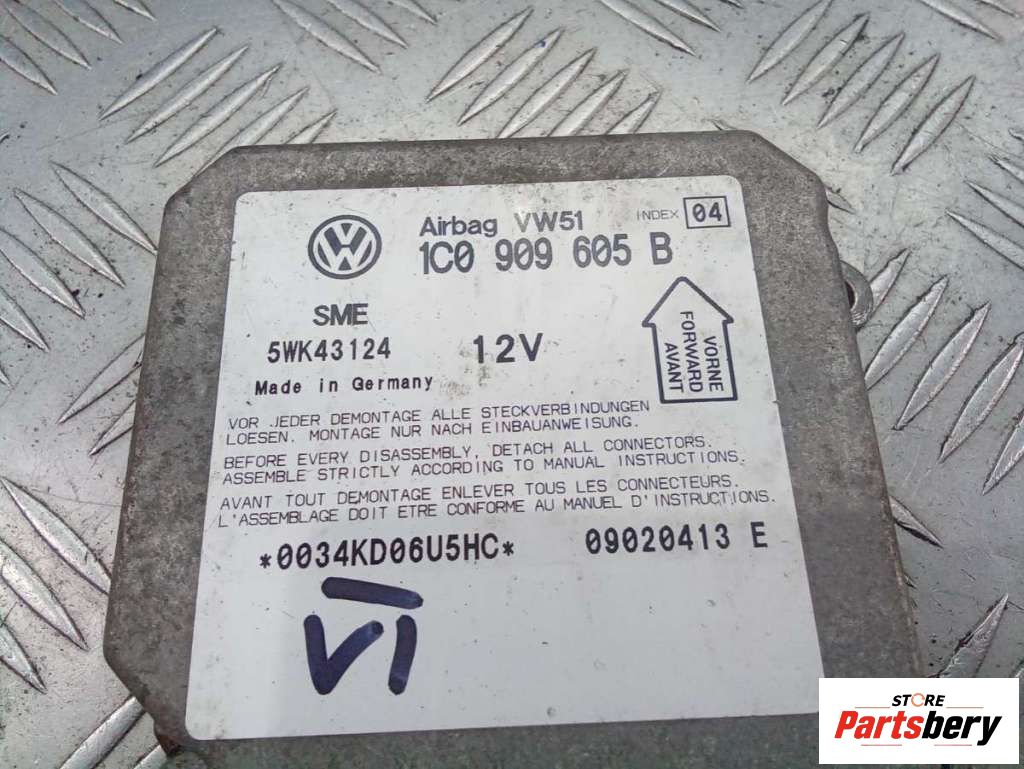 Airbag VW51 INDEX 04
1C0 909 605 B
SME
5WK43124 12V
Made in Germany
VORNE
FORWARD
AVANT
VOR JEDER DEMONTAGE ALLE STECKVERBINDUNGEN
LOESEN. MONTAGE NUR NACH EINBAUANWEISUNG.
BEFORE EVERY DISASSEMBLY, DETACH ALL CONNECTORS.
ASSEMBLE STRICTLY ACCORDING TO MANUAL INSTRUCTIONS.
AVANT TOUT DEMONTAGE ENLEVER TOUS LES CONNECTEURS.
L'ASSEMBLAGE DOIT ETRE CONFORME AU MANUEL D'INSTRUCTIONS.
*0034KD06U5HC* 09020413 E
VI
STORE
Partsbery